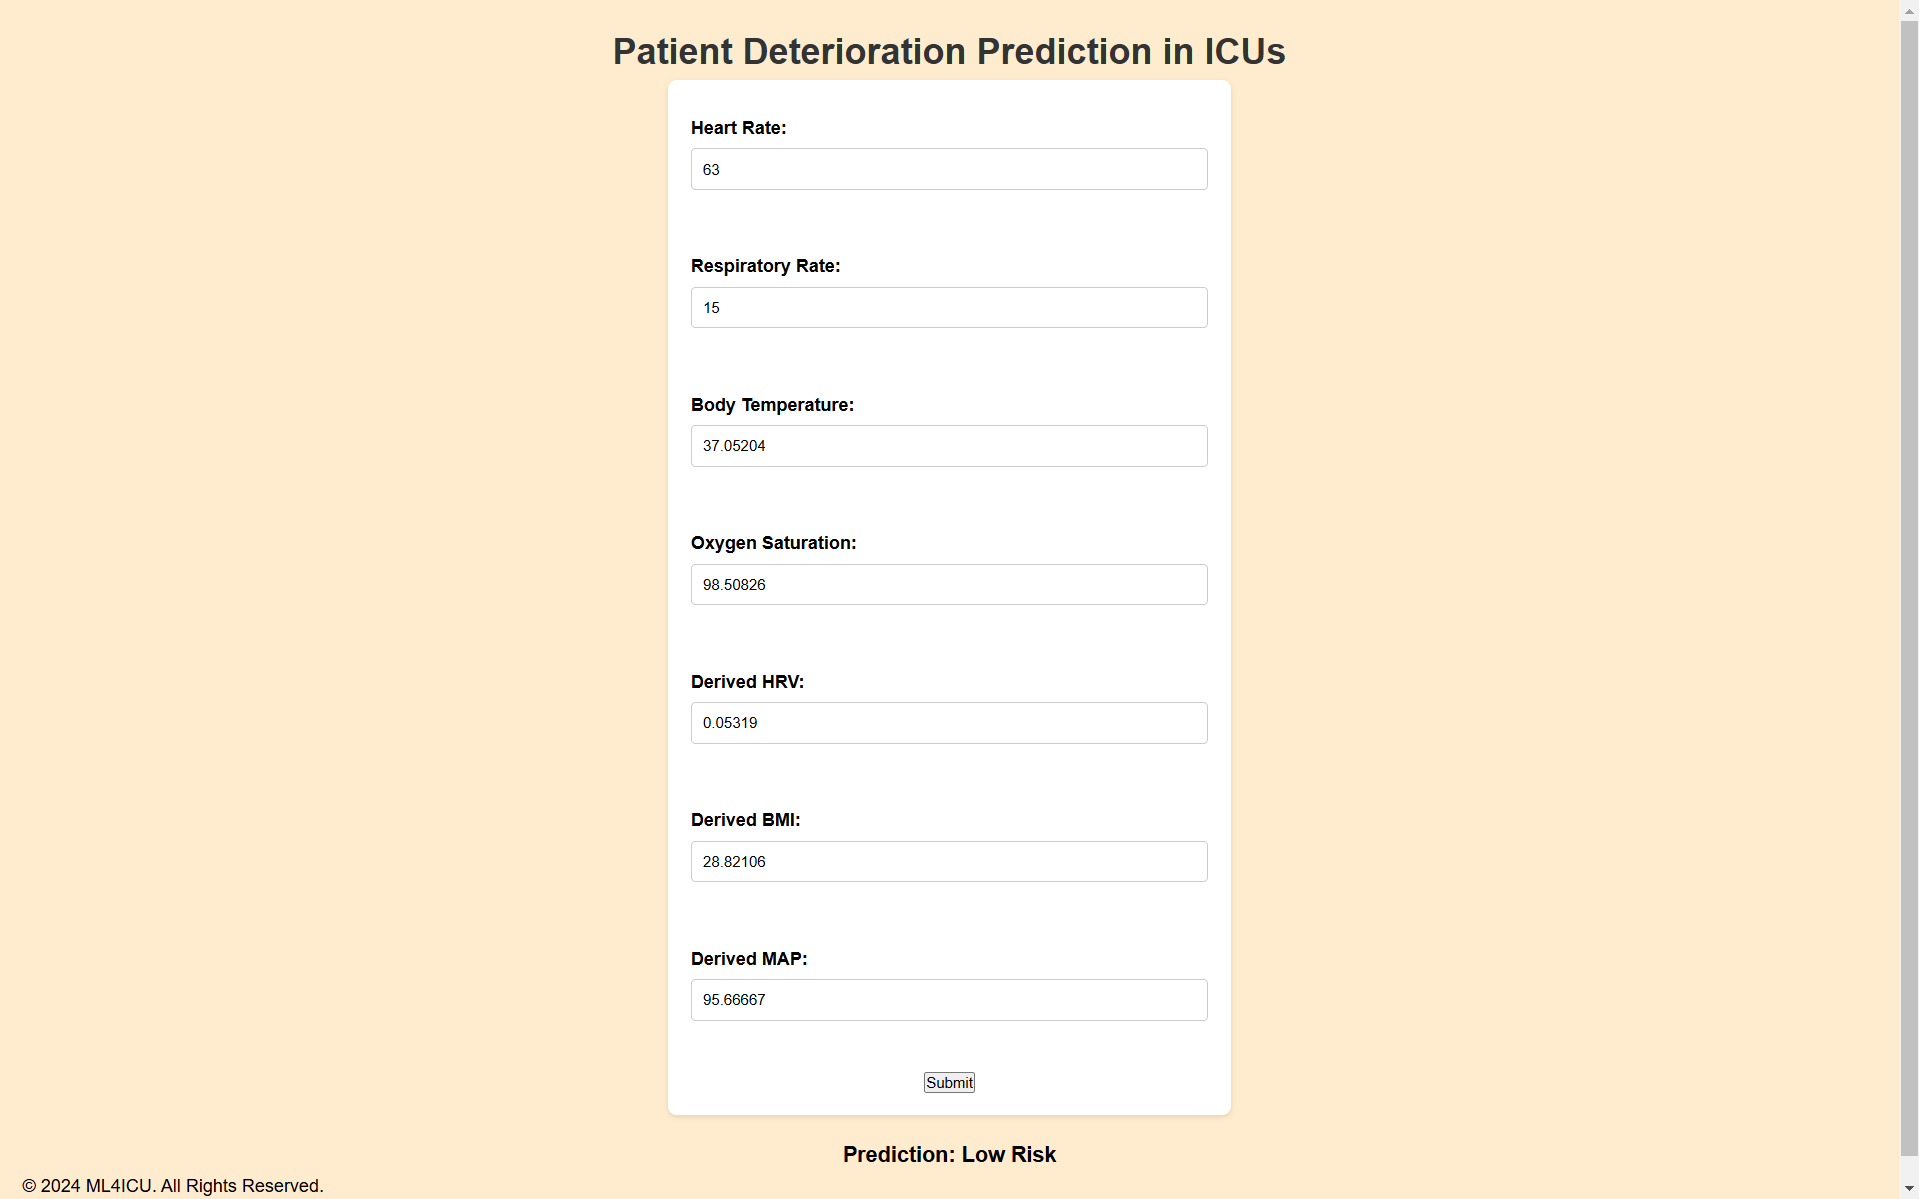 Patient Deterioration Prediction in ICUs
Heart Rate:
63
Respiratory Rate:
15
Body Temperature:
37.05204
Oxygen Saturation:
98.50826
Derived HRV:
0.05319
Derived BMI:
28.82106
Derived MAP:
95.66667
Submit
Prediction: Low Risk
© 2024 ML4ICU. All Rights Reserved.